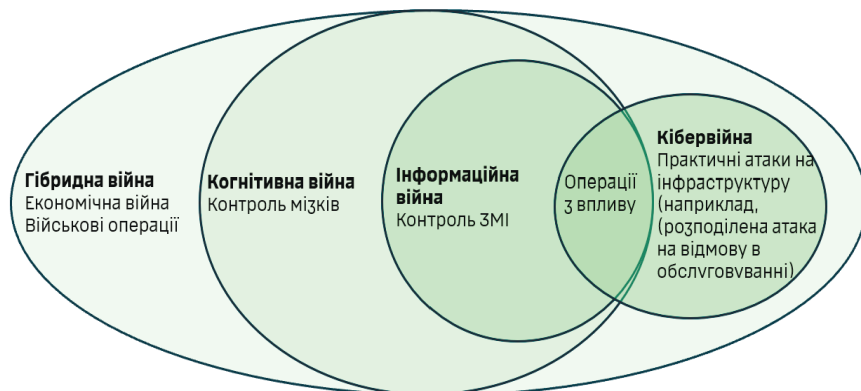 Гібридна війна
Економічна війна
Військові операції
Когнітивна війна
Контроль мізків
Інформаційна
війна
Контроль ЗМІ
Операції
з впливу
Кібервійна
Практичні атаки на
інфраструктуру
(наприклад,
(розподілена атака
на відмову в
обслуговуванні)